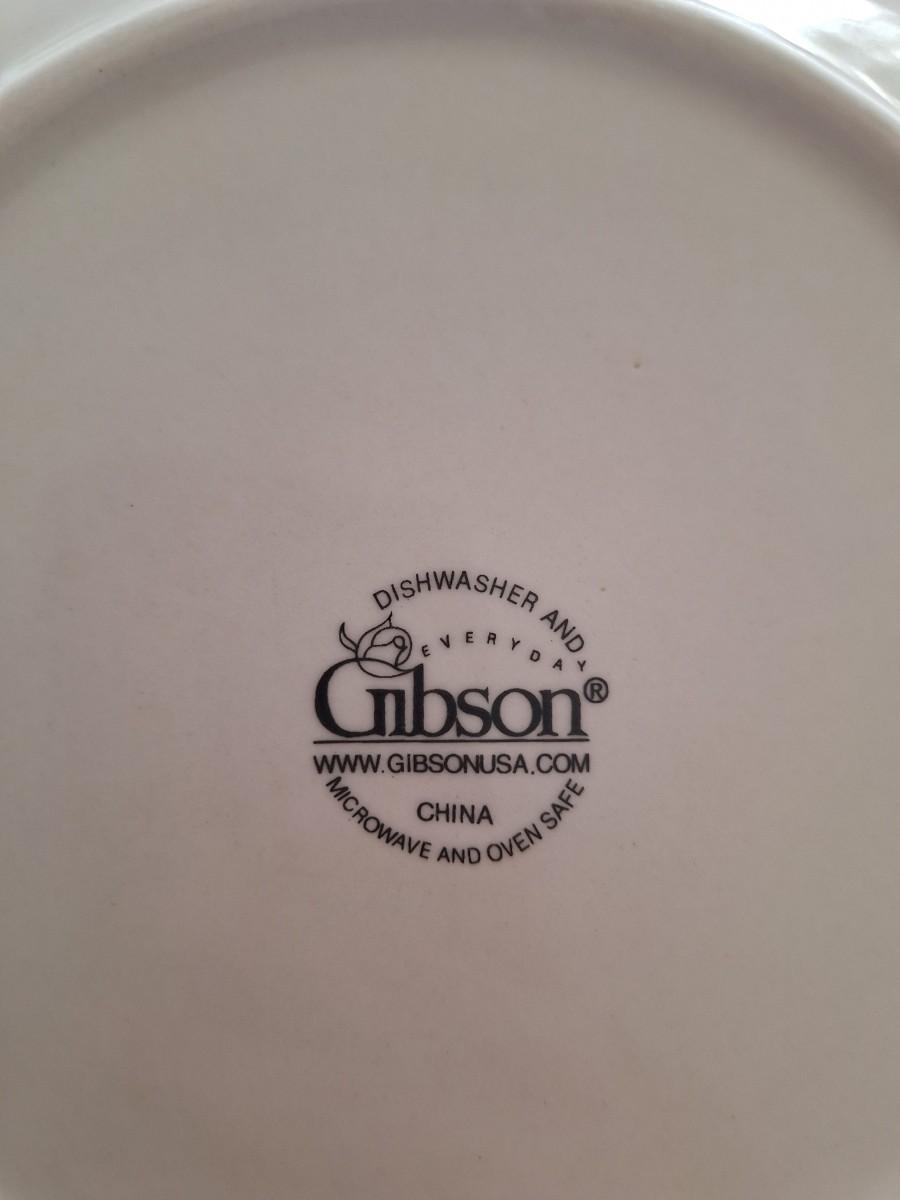 DISHWASHER AND
EVERYDAY
Gibson®
WWW.GIBSONUSA.COM
CHINA
MICROWAVE AND OVEN SAFE